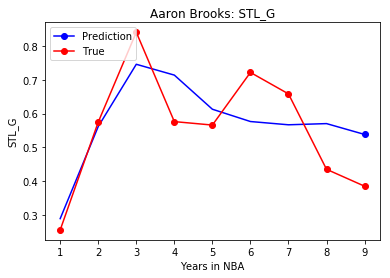 Aaron Brooks: STL_G
Prediction
True
STL_G
0.8
0.7
0.6
0.5
0.4
0.3
1 2 3 4 5 6 7 8 9
Years in NBA